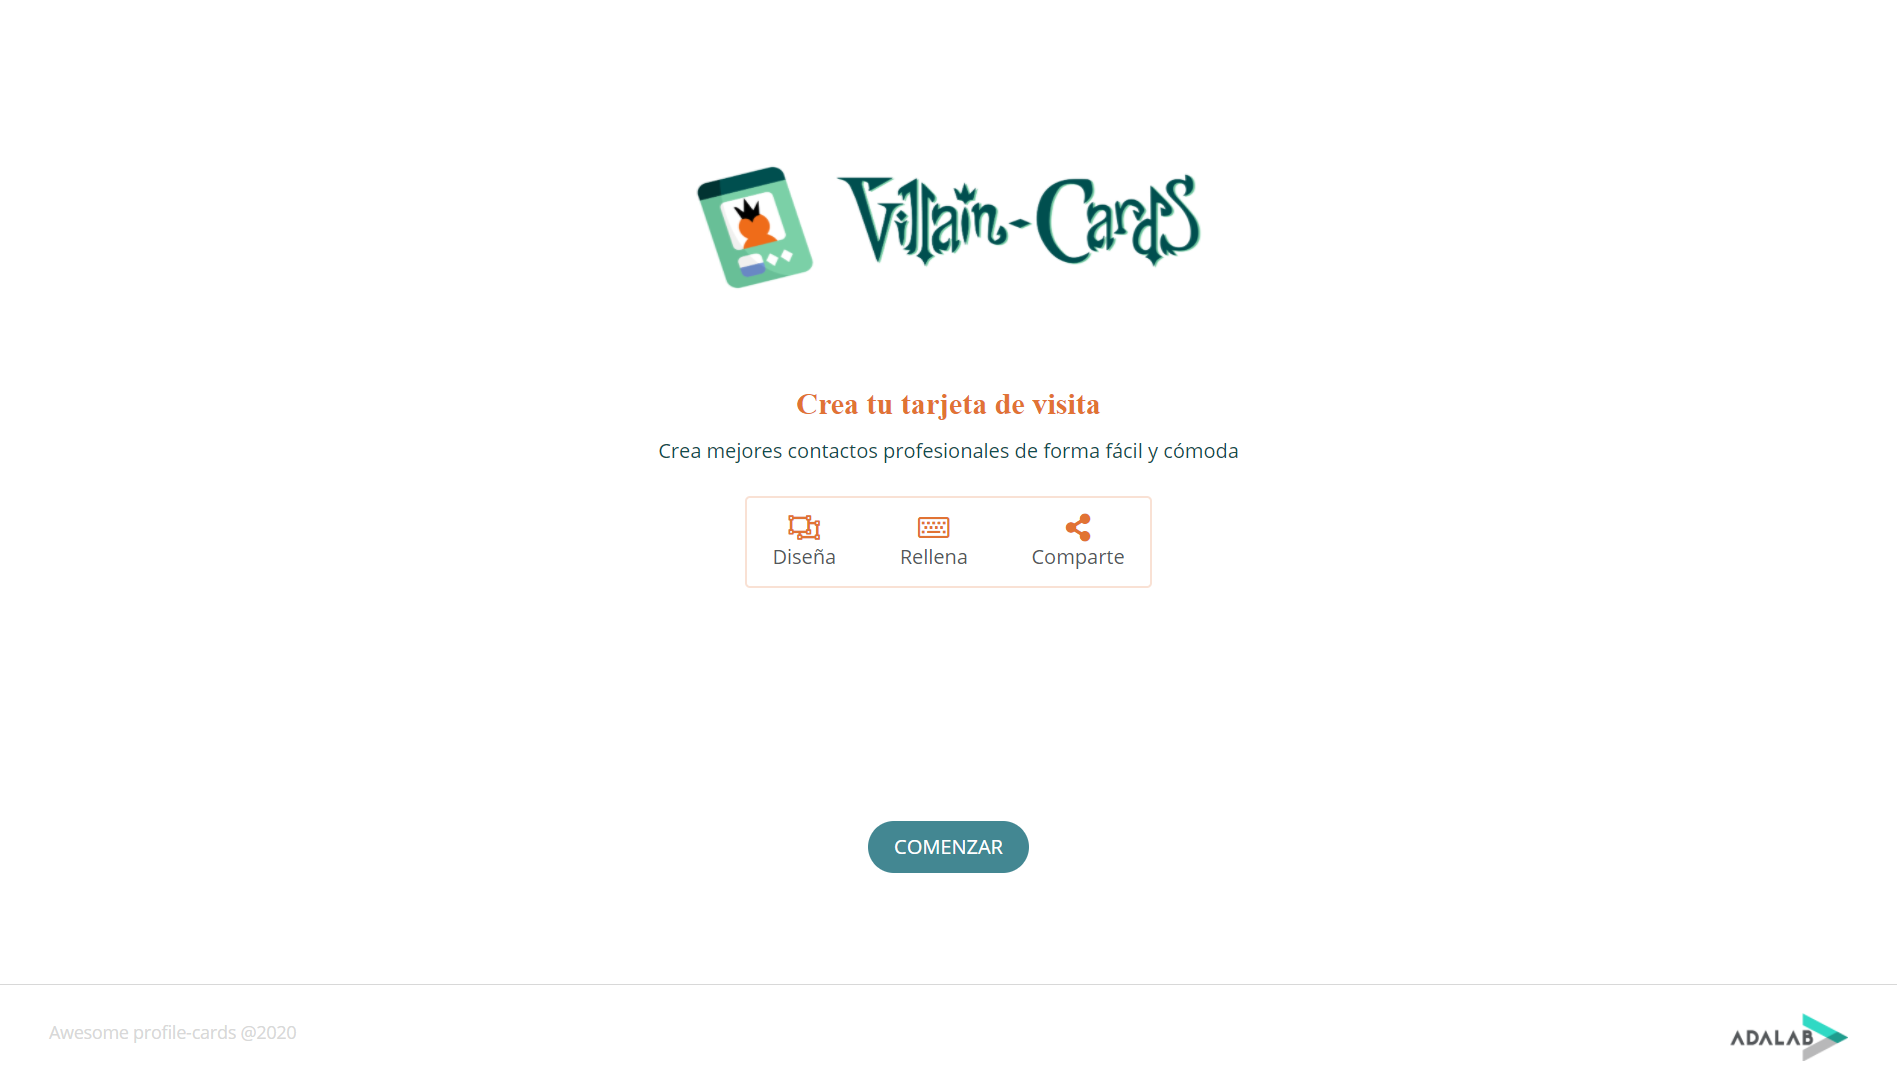 Villain-Cards
Crea tu tarjeta de visita
Crea mejores contactos profesionales de forma fácil y cómoda
Diseña Rellena Comparte
COMENZAR
Awesome profile-cards @2020
ADALAB